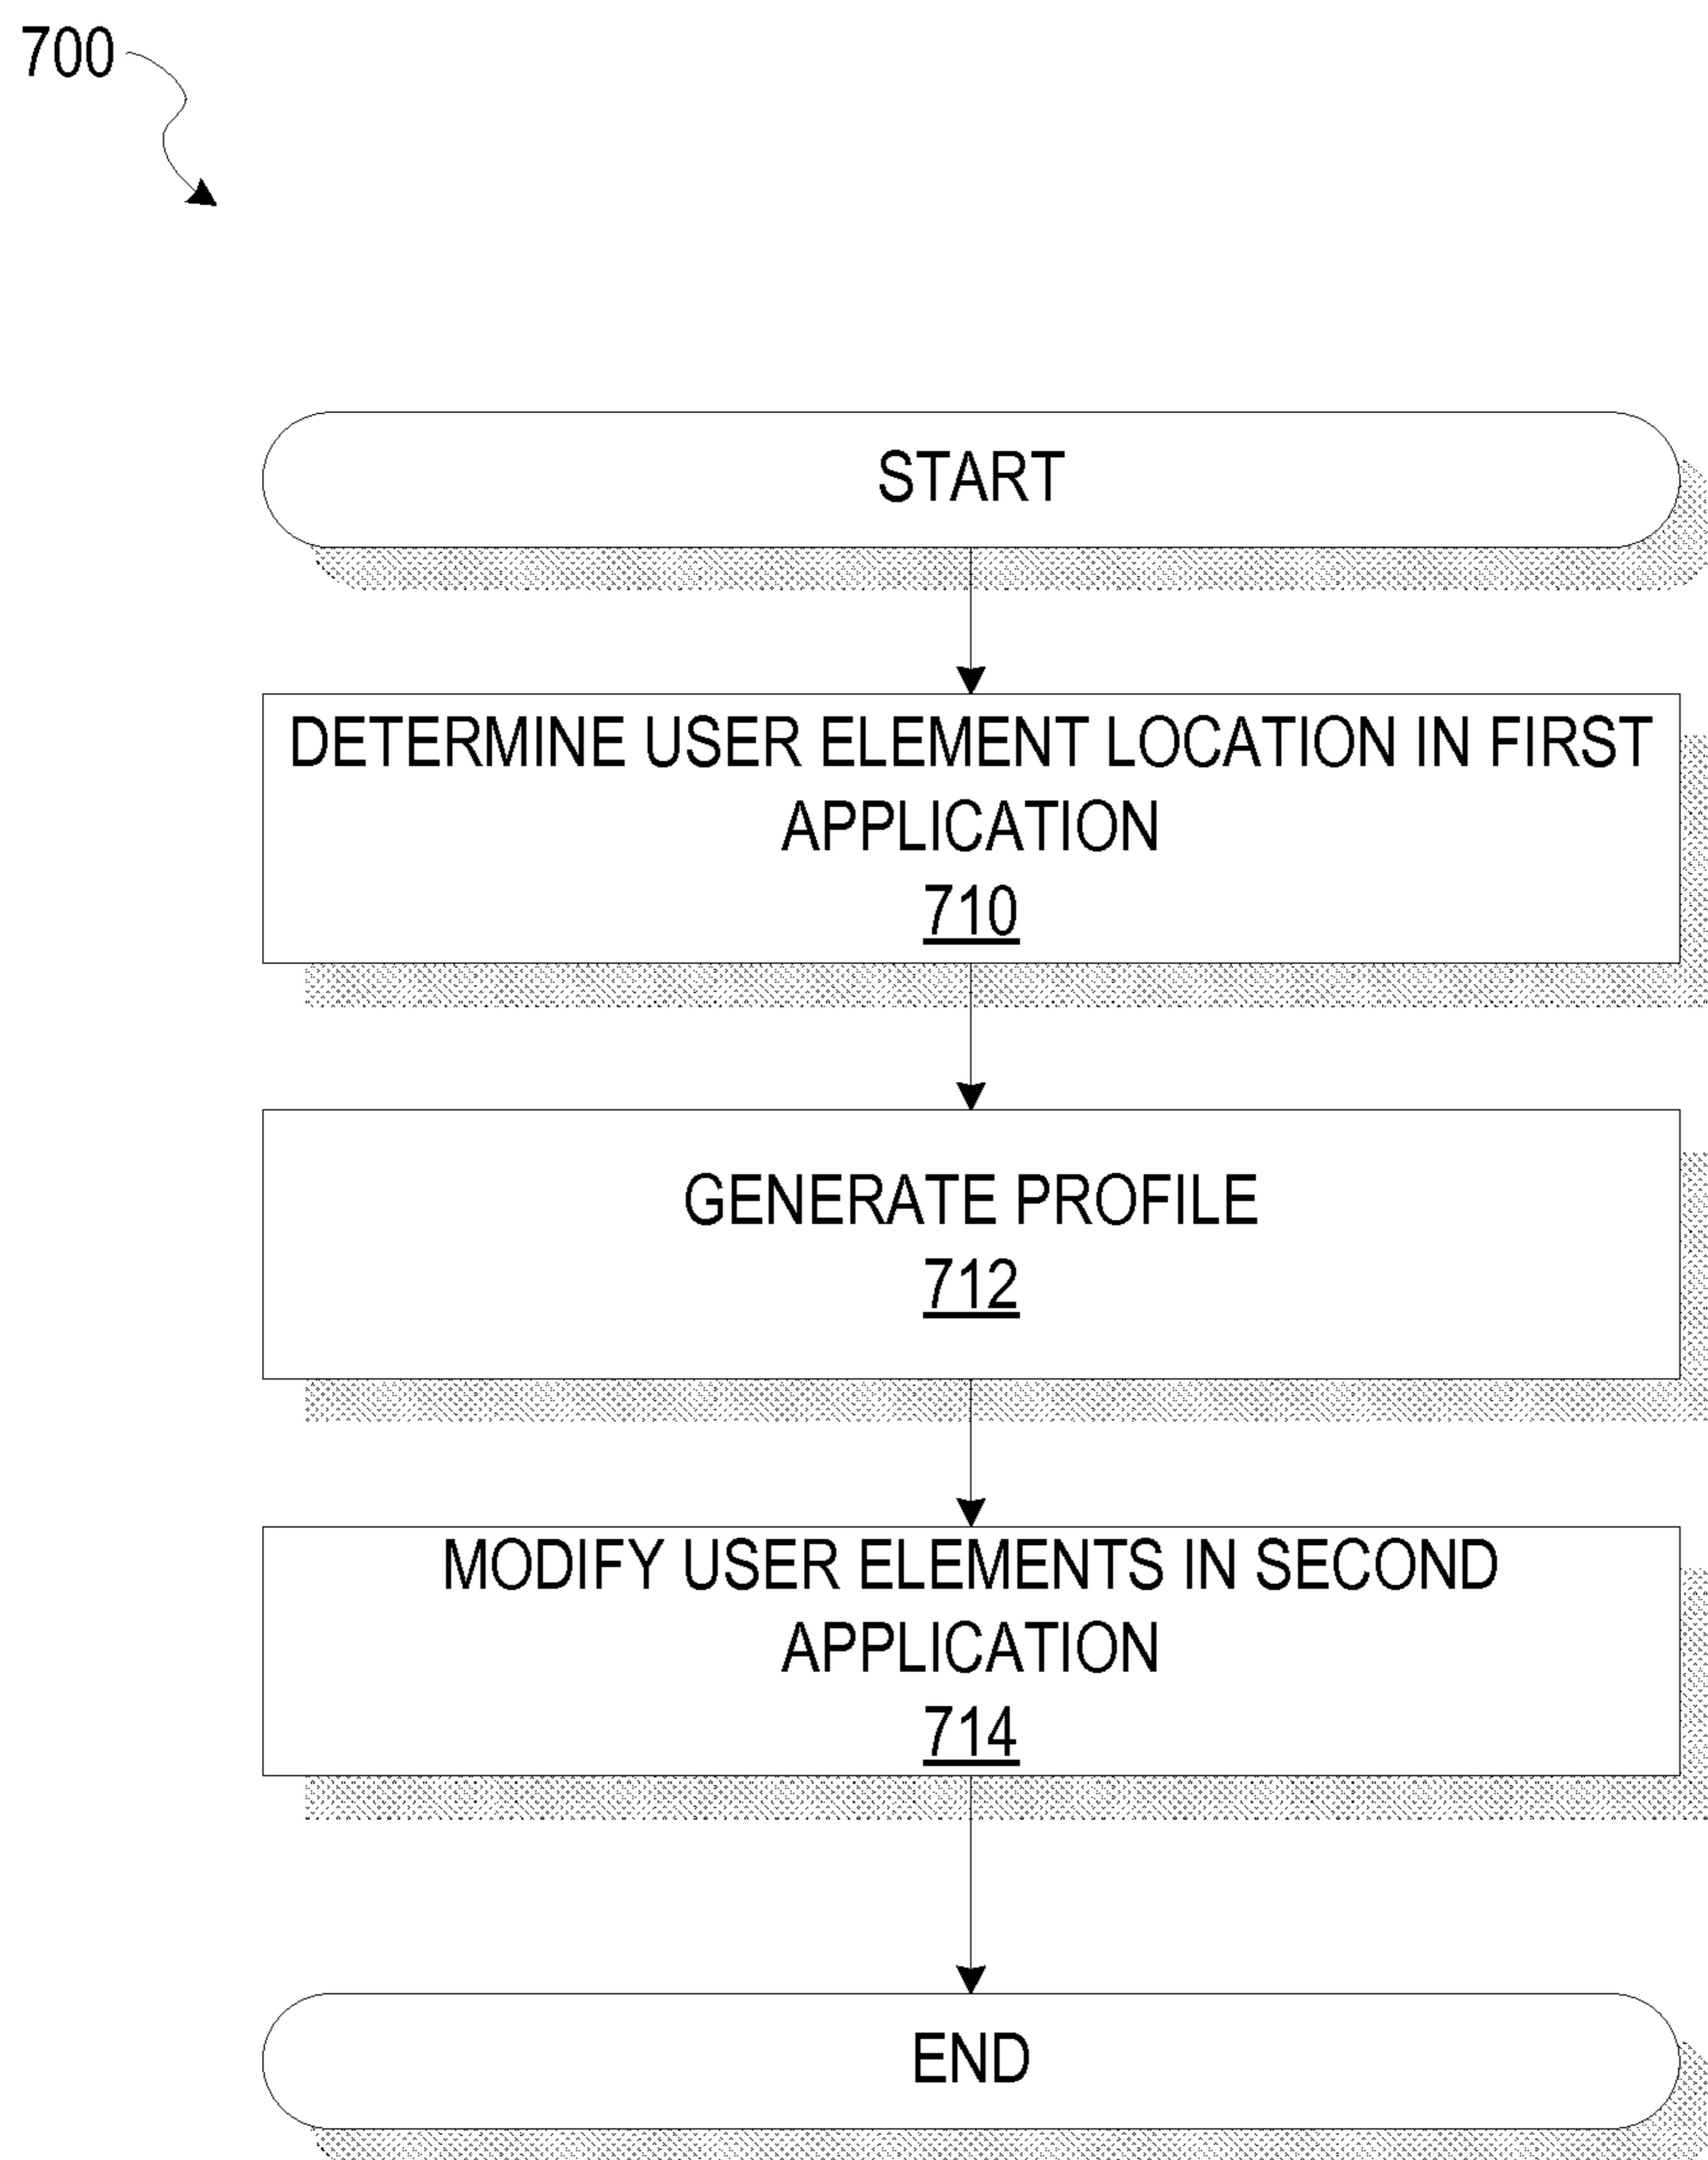 700
START
DETERMINE USER ELEMENT LOCATION IN FIRST
APPLICATION
710
GENERATE PROFILE
712
MODIFY USER ELEMENTS IN SECOND
APPLICATION
714
END